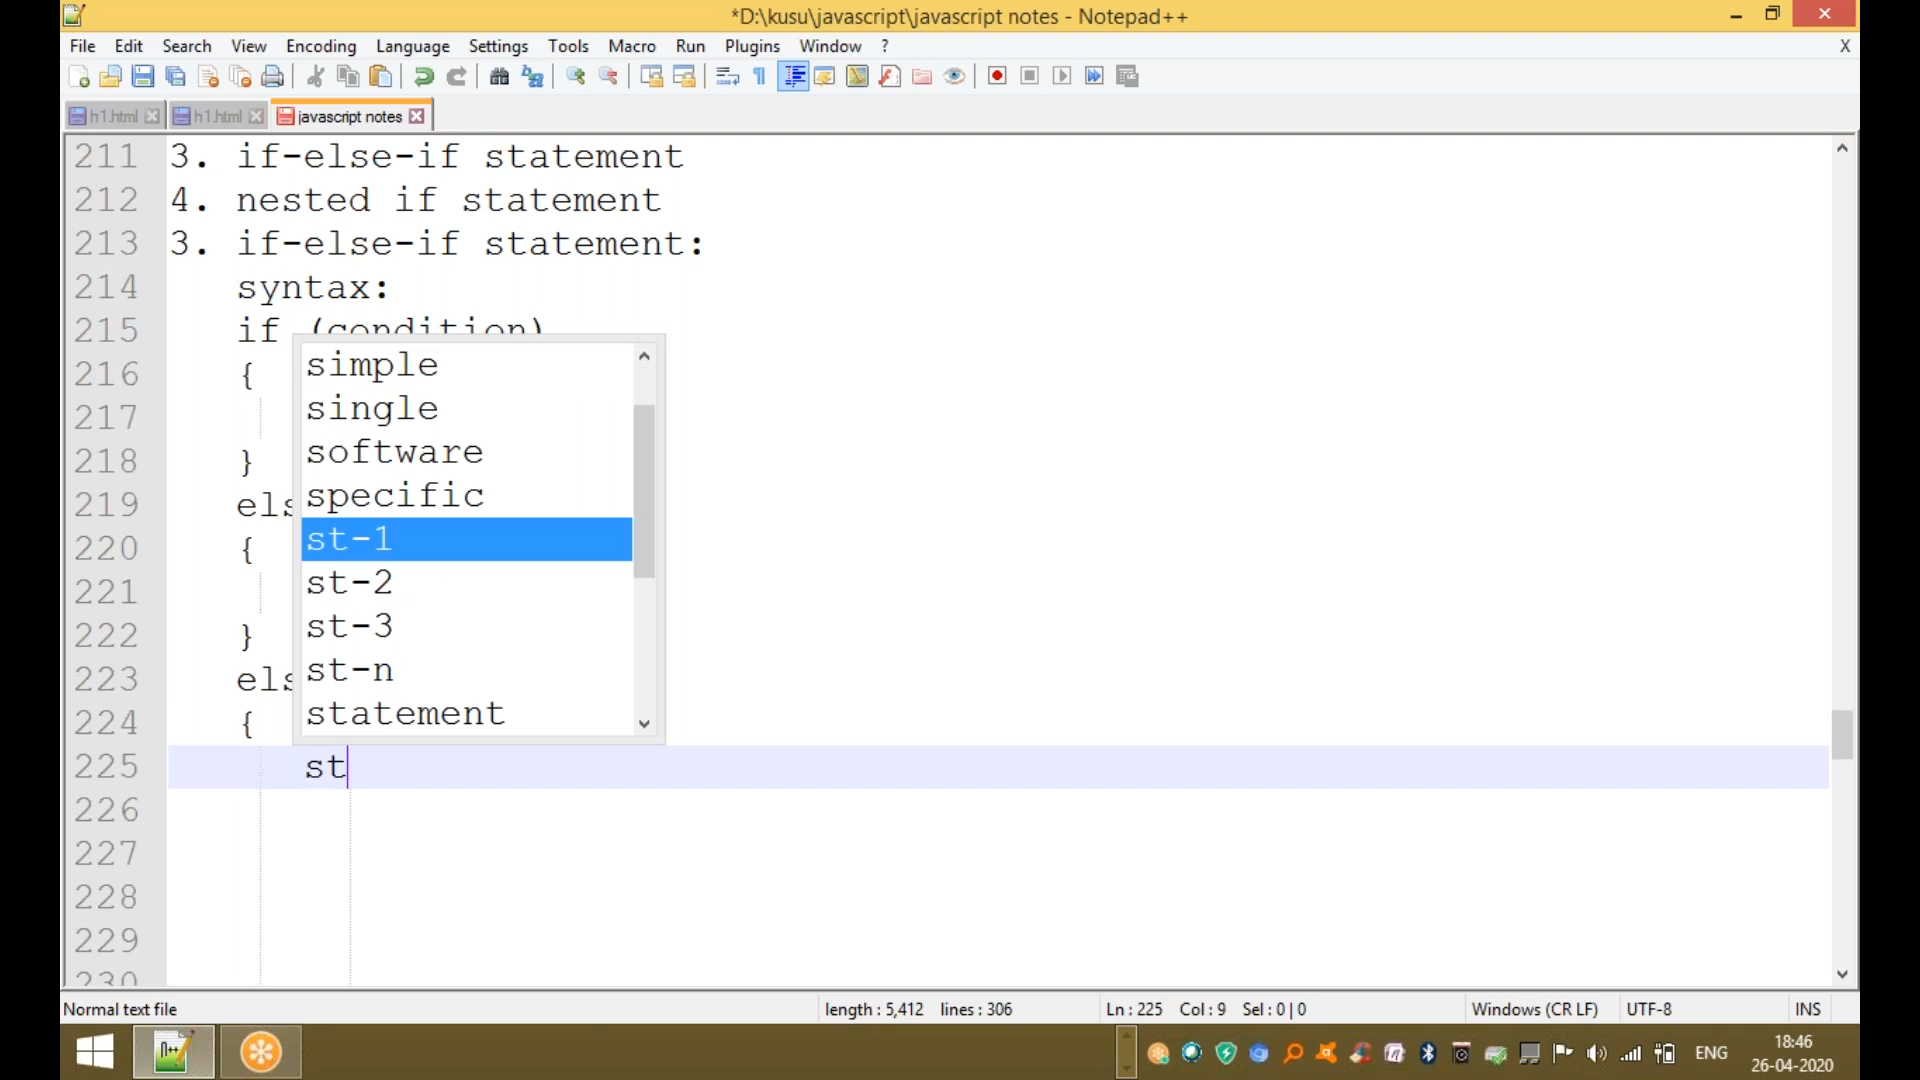 *D:\kusu\javascript\javascript notes - Notepad++
File Edit Search View Encoding Language Settings Tools Macro Run Plugins Window ? X
h1.html h1.html javascript notes
211 3. if-else-if statement
212 4. nested if statement
213 3. if-else-if statement:
214 syntax:
215 if (condition)
216 {
217
218 }
219 els
220 {
221
222 }
223 els
224 {
225 st
226
227
228
229
230
simple
single
software
specific
st-1
st-2
st-3
st-n
statement
Normal text file length : 5,412 lines : 306 Ln : 225 Col : 9 Sel : 0 | 0 Windows (CR LF) UTF-8 INS
ENG 18:46
26-04-2020